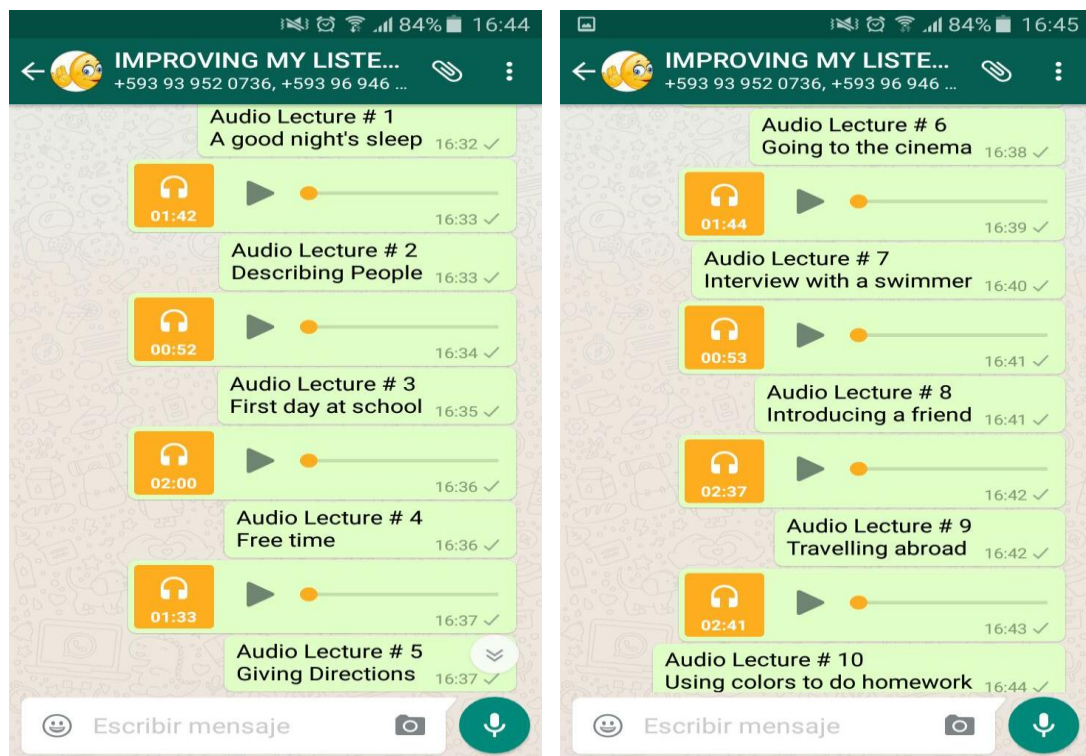 84% 16:44
IMPROVING MY LISTE...
+593 93 952 0736, +593 96 946 ...
Audio Lecture # 1
A good night's sleep 16:32
01:42
16:33
Audio Lecture # 2
Describing People 16:33
00:52
16:34
Audio Lecture # 3
First day at school 16:35
02:00
16:36
Audio Lecture # 4
Free time 16:36
01:33
16:37
Audio Lecture # 5
Giving Directions 16:37
Escribir mensaje
84% 16:45
IMPROVING MY LISTE...
+593 93 952 0736, +593 96 946 ...
Audio Lecture # 6
Going to the cinema 16:38
01:44
16:39
Audio Lecture # 7
Interview with a swimmer 16:40
00:53
16:41
Audio Lecture # 8
Introducing a friend 16:41
02:37
16:42
Audio Lecture # 9
Travelling abroad 16:42
02:41
16:43
Audio Lecture # 10
Using colors to do homework 16:44
Escribir mensaje